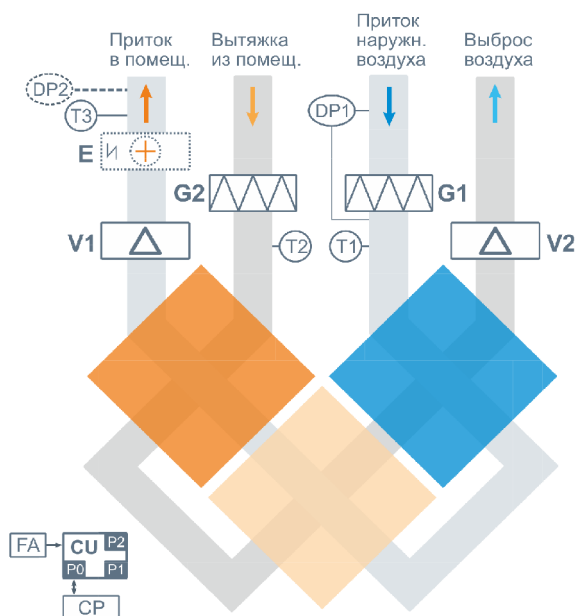 Приток
в помещ.
Вытяжка
из помещ.
Приток
наружн.
воздуха
Выброс
воздуха
DP2
T3
DP1
E
И
G2
G1
V1
T2
T1
V2
FA
CU
P2
P0
P1
CP